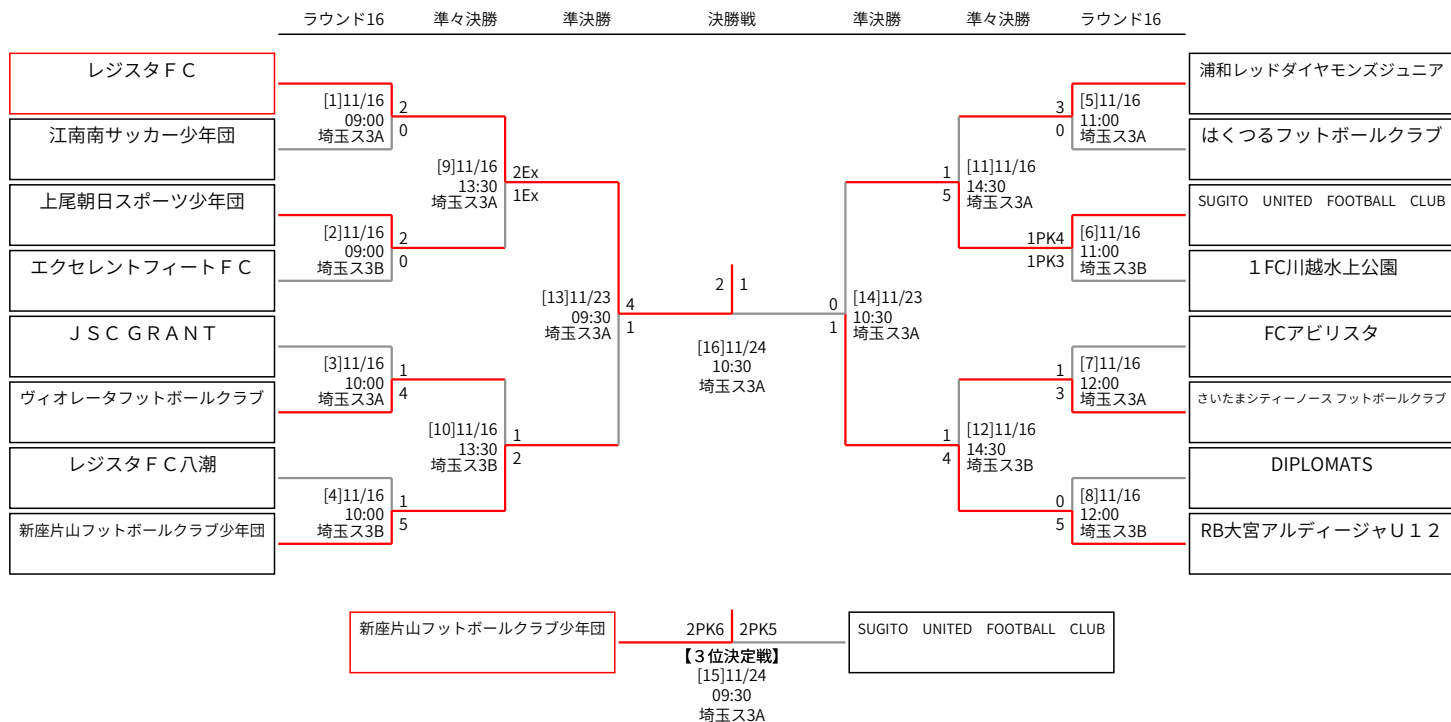 ラウンド16
準々決勝
準決勝
決勝戦
準決勝
準々決勝
ラウンド16
レジスタＦＣ
江南南サッカー少年団
上尾朝日スポーツ少年団
エクセレントフィートＦＣ
ＪＳＣ ＧＲＡＮＴ
ヴィオレータフットボールクラブ
レジスタＦＣ八潮
新座片山フットボールクラブ少年団
[1]11/16
09:00
埼玉ス3A
2
0
[2]11/16
09:00
埼玉ス3B
2
0
[3]11/16
10:00
埼玉ス3A
1
4
[4]11/16
10:00
埼玉ス3B
1
5
[9]11/16
13:30
埼玉ス3A
2Ex
1Ex
[10]11/16
13:30
埼玉ス3B
1
2
[13]11/23
09:30
埼玉ス3A
4
1
2
1
[16]11/24
10:30
埼玉ス3A
0
1
[14]11/23
10:30
埼玉ス3A
1
5
[11]11/16
14:30
埼玉ス3A
1
4
[12]11/16
14:30
埼玉ス3B
3
0
[5]11/16
11:00
埼玉ス3A
1PK4
1PK3
[6]11/16
11:00
埼玉ス3B
1
3
[7]11/16
12:00
埼玉ス3A
0
5
[8]11/16
12:00
埼玉ス3B
浦和レッドダイヤモンズジュニア
はくつるフットボールクラブ
SUGITO　UNITED　FOOTBALL　CLUB
１FC川越水上公園
FCアビリスタ
さいたまシティーノース フットボールクラブ
DIPLOMATS
RB大宮アルディージャＵ１２
新座片山フットボールクラブ少年団
2PK6
2PK5
SUGITO　UNITED　FOOTBALL　CLUB
【３位決定戦】
[15]11/24
09:30
埼玉ス3A